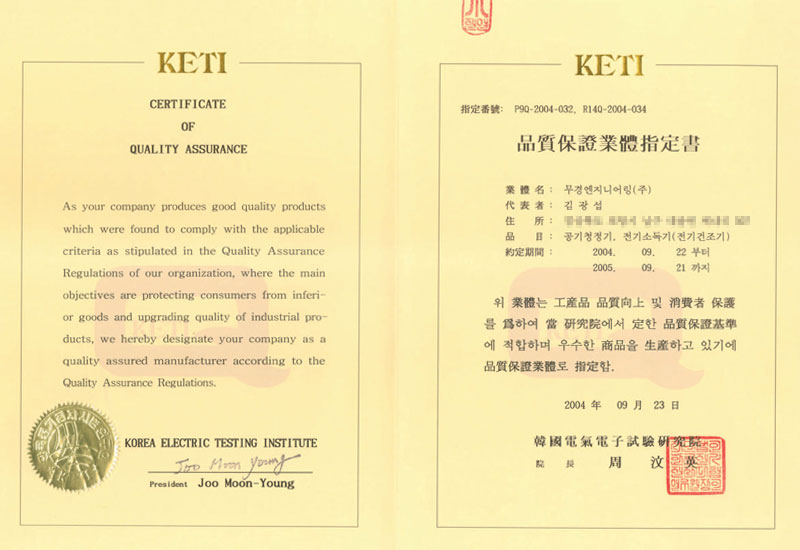 KETI
CERTIFICATE
OF
QUALITY ASSURANCE
As your company produces good quality products
which were found to comply with the applicable
criteria as stipulated in the Quality Assurance
Regulations of our organization, where the main
objectives are protecting consumers from inferi-
or goods and upgrading quality of industrial pro-
ducts, we hereby designate your company as a
quality assured manufacturer according to the
Quality Assurance Regulations.
KOREA ELECTRIC TESTING INSTITUTE
Joo Moon Young
President Joo Moon-Young
KETI
指定番號: P9Q-2004-032, R14Q-2004-034
品質保證業體指定書
業體名 : 무경엔지니어링(주)
代表者 : 김광섭
住所 :
品目 : 공기청정기, 전기소독기(전기건조기)
約定期間 : 2004. 09. 22 부터
2005. 09. 21 까지
위 業體는 工産品 品質向上 및 消費者 保護
를 爲하여 當 硏究院에서 定한 品質保證基準
에 적합하며 우수한 商品을 生産하고 있기에
品質保證業體로 指定함.
2004 年 09 月 23 日
韓國電氣電子試驗硏究院
院長 周汶英